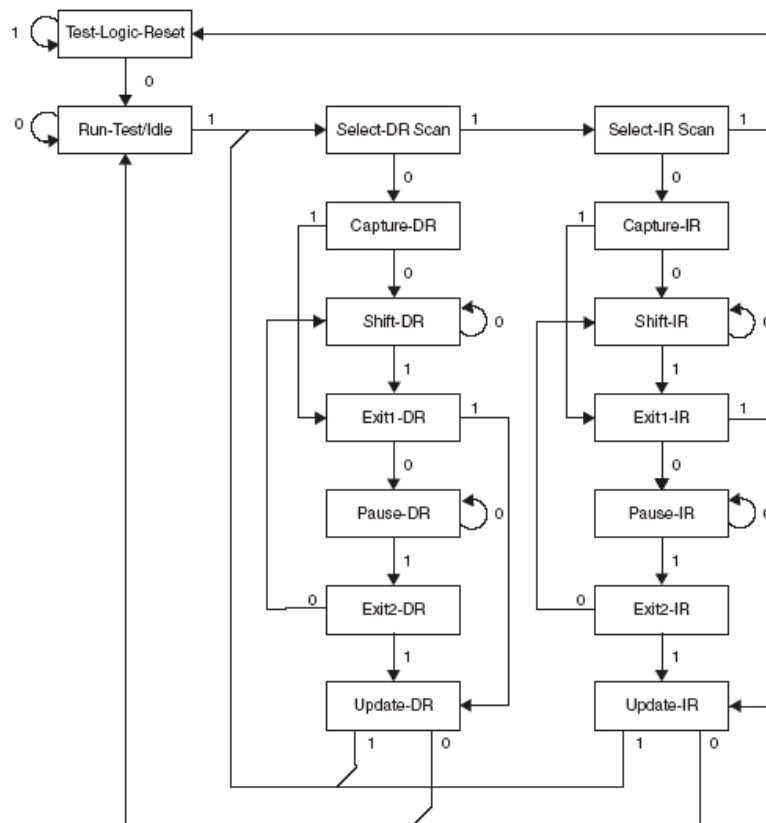 1
Test-Logic-Reset
0
0
Run-Test/Idle
1
Select-DR Scan
1
Select-IR Scan
1
0
0
1
Capture-DR
1
Capture-IR
0
0
Shift-DR
0
Shift-IR
0
1
1
Exit1-DR
1
Exit1-IR
1
0
0
Pause-DR
0
Pause-IR
0
1
1
0
Exit2-DR
0
Exit2-IR
1
1
Update-DR
Update-IR
1
0
1
0